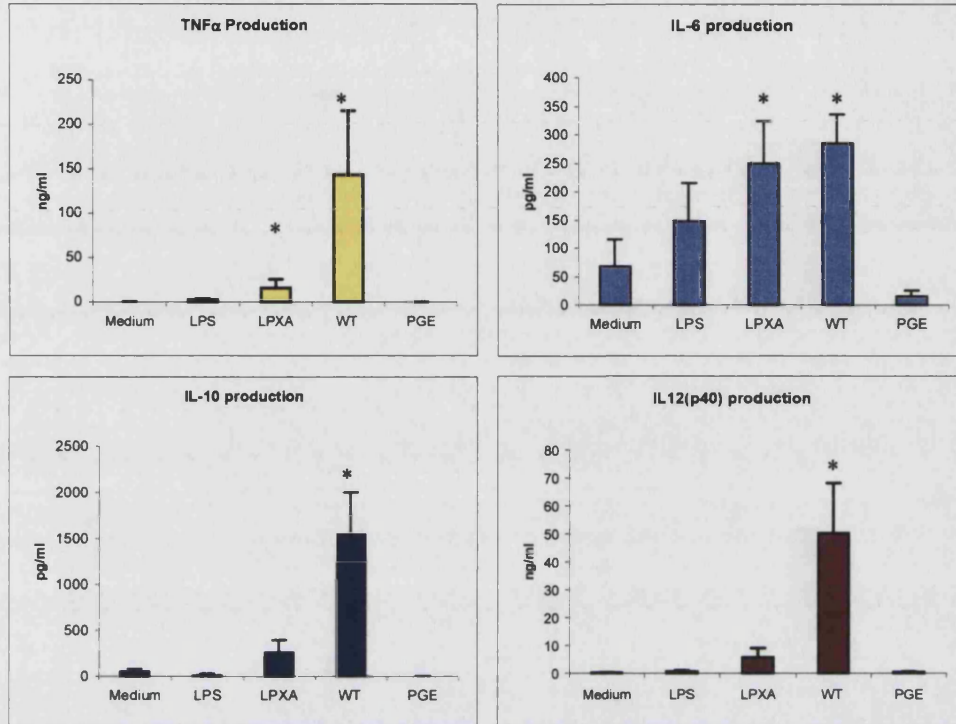 TNFα Production
250
200
150
100
50
0
ng/ml
*
*
Medium LPS LPXA WT PGE
IL-6 production
400
350
300
250
200
150
100
50
0
pg/ml
* *
Medium LPS LPXA WT PGE
IL-10 production
2500
2000
1500
1000
500
0
pg/ml
*
Medium LPS LPXA WT PGE
IL12(p40) production
80
70
60
50
40
30
20
10
0
ng/ml
*
Medium LPS LPXA WT PGE